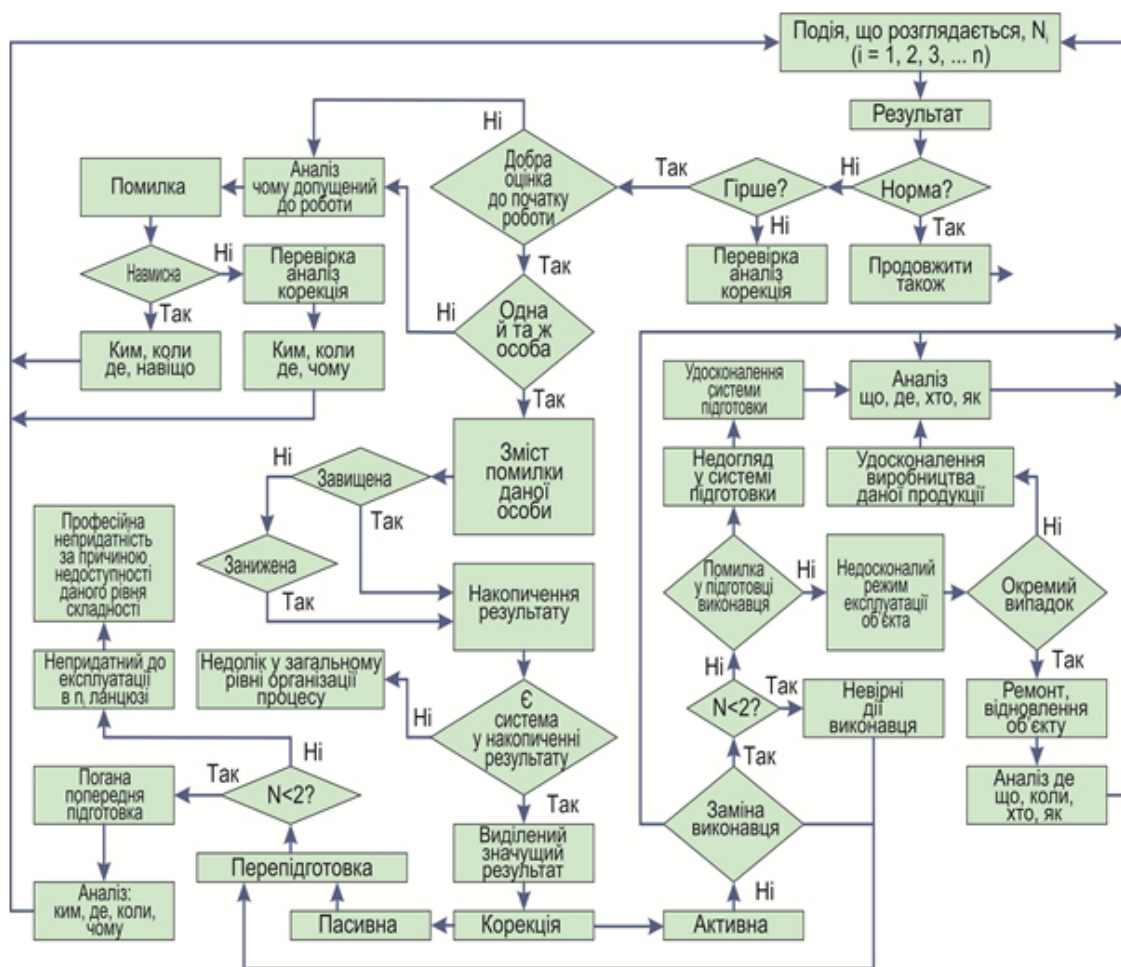 Подія, що розглядається, Nᵢ
(i = 1, 2, 3, ... n)
Результат
Норма?
Ні
Так
Продовжити
також
Гірше?
Так
Ні
Перевірка
аналіз
корекція
Добра
оцінка
до початку
роботи
Ні
Так
Аналіз
чому допущений
до роботи
Помилка
Навмисна
Ні
Так
Перевірка
аналіз
корекція
Ким, коли
де, навіщо
Ким, коли
де, чому
Одна
й та ж
особа
Ні
Так
Зміст
помилки
даної
особи
Завищена
Ні
Так
Занижена
Так
Накопичення
результату
Є
система
у накопиченні
результату
Ні
Так
Недолік у загальному
рівні організації
процесу
Виділений
значущий
результат
Корекція
Пасивна
Активна
Перепідготовка
N<2?
Так
Ні
Погана
попередня
підготовка
Аналіз:
ким, де, коли,
чому
Непридатний до
експлуатації
в nᵢ ланцюзі
Професійна
непридатність
за причиною
недоступності
даного рівня
складності
Ні
Заміна
виконавця
Так
N<2?
Так
Ні
Невірні
дії
виконавця
Помилка
у підготовці
виконавця
Ні
Недогляд
у системі
підготовки
Удосконалення
системи
підготовки
Аналіз
що, де, хто, як
Удосконалення
виробництва
даної продукції
Недосконалий
режим
експлуатації
об'єкта
Окремий
випадок
Ні
Так
Ремонт,
відновлення
об'єкту
Аналіз де
що, коли,
хто, як